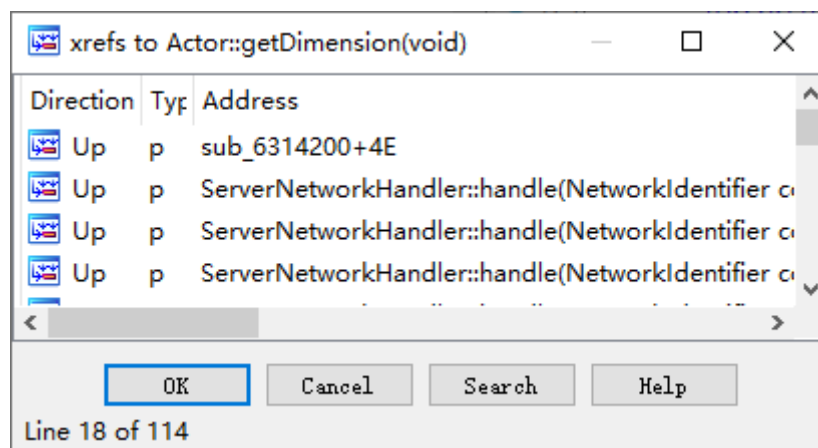 xrefs to Actor::getDimension(void)
Direction Typ Address
Up p sub_6314200+4E
Up p ServerNetworkHandler::handle(NetworkIdentifier
Up p ServerNetworkHandler::handle(NetworkIdentifier
Up p ServerNetworkHandler::handle(NetworkIdentifier
OK Cancel Search Help
Line 18 of 114